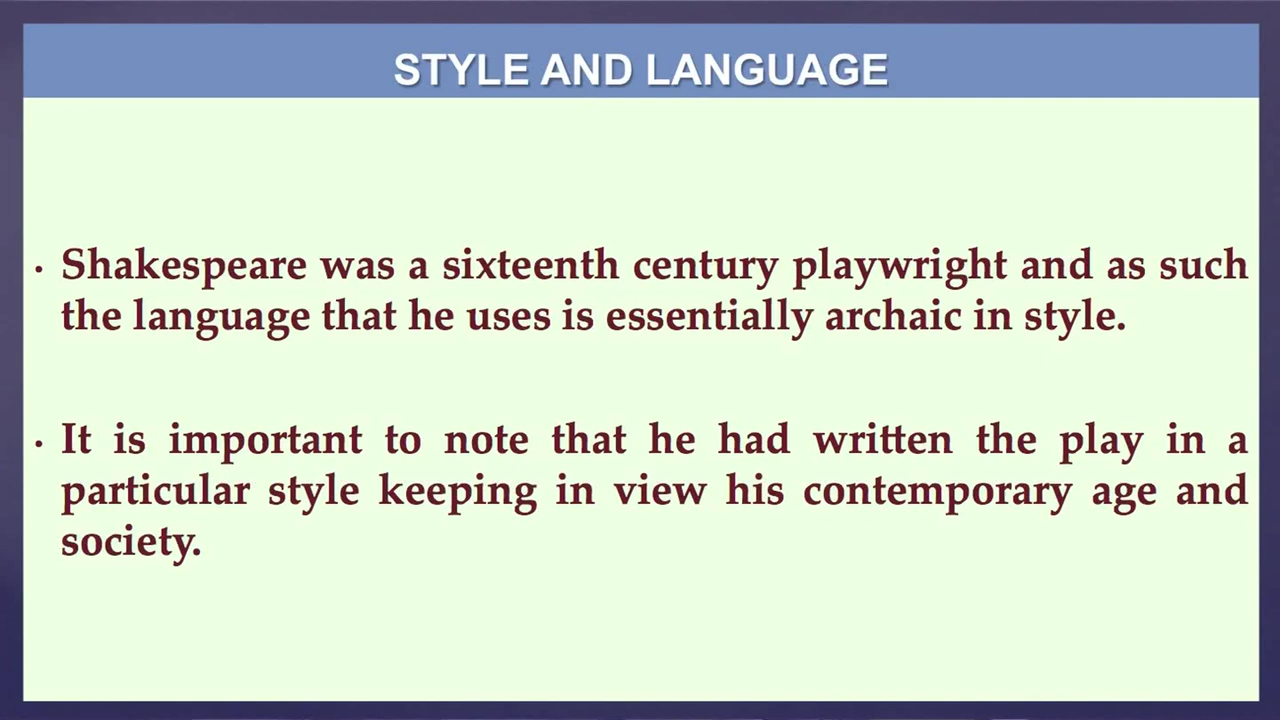 STYLE AND LANGUAGE
· Shakespeare was a sixteenth century playwright and as such
the language that he uses is essentially archaic in style.
· It is important to note that he had written the play in a
particular style keeping in view his contemporary age and
society.